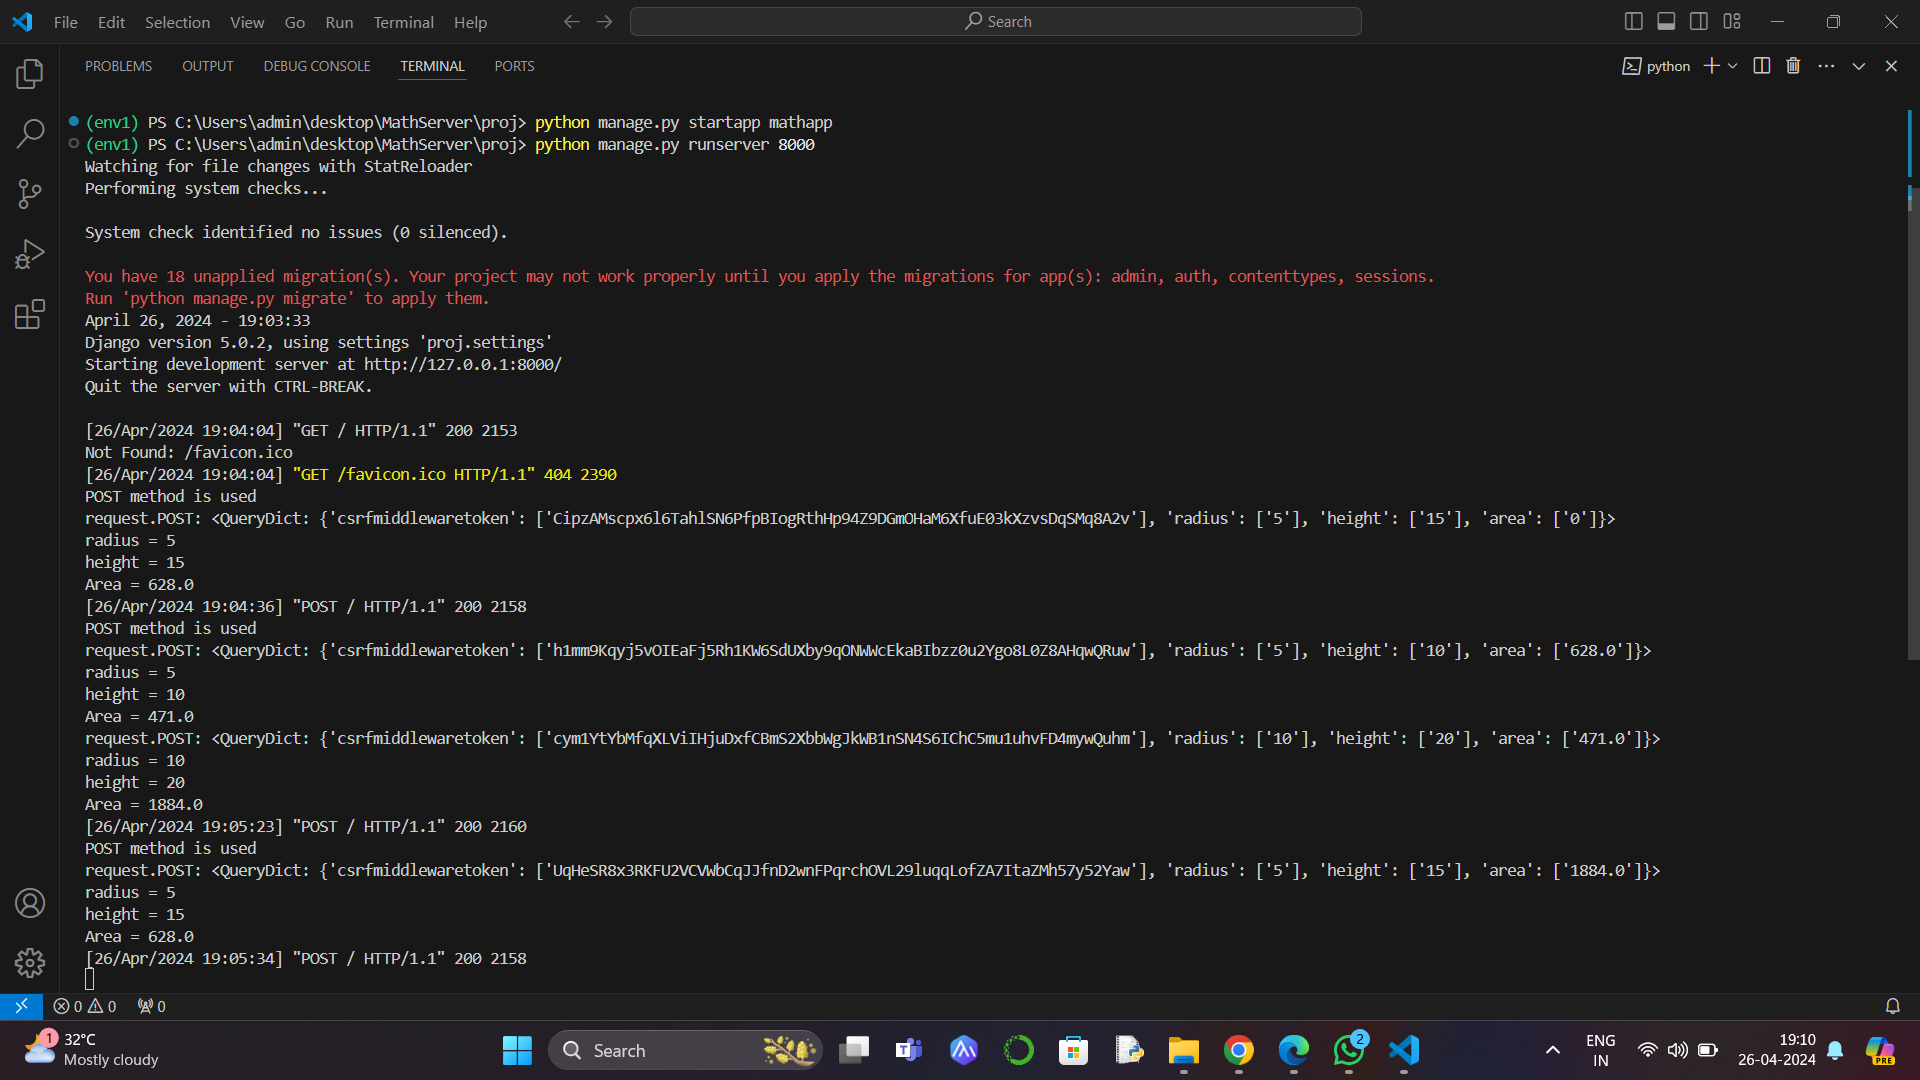 File Edit Selection View Go Run Terminal Help
Search
PROBLEMS OUTPUT DEBUG CONSOLE TERMINAL PORTS
python
(env1) PS C:\Users\admin\desktop\MathServer\proj> python manage.py startapp mathapp
(env1) PS C:\Users\admin\desktop\MathServer\proj> python manage.py runserver 8000
Watching for file changes with StatReloader
Performing system checks...
System check identified no issues (0 silenced).
You have 18 unapplied migration(s). Your project may not work properly until you apply the migrations for app(s): admin, auth, contenttypes, sessions.
Run 'python manage.py migrate' to apply them.
April 26, 2024 - 19:03:33
Django version 5.0.2, using settings 'proj.settings'
Starting development server at http://127.0.0.1:8000/
Quit the server with CTRL-BREAK.
[26/Apr/2024 19:04:04] "GET / HTTP/1.1" 200 2153
Not Found: /favicon.ico
[26/Apr/2024 19:04:04] "GET /favicon.ico HTTP/1.1" 404 2390
POST method is used
request.POST: <QueryDict: {'csrfmiddlewaretoken': ['CipzAMscpx6l6TahlSN6PfpBIogRthHp94Z9DGmOHaM6XfuE03kXzvsDqSMq8A2v'], 'radius': ['5'], 'height': ['15'], 'area': ['0']}>
radius = 5
height = 15
Area = 628.0
[26/Apr/2024 19:04:36] "POST / HTTP/1.1" 200 2158
POST method is used
request.POST: <QueryDict: {'csrfmiddlewaretoken': ['h1mm9Kqyj5vOIEaFj5Rh1KW6SdUXby9qONWWcEkaBIbzz0u2Ygo8L0Z8AHqwQRuw'], 'radius': ['5'], 'height': ['10'], 'area': ['628.0']}>
radius = 5
height = 10
Area = 471.0
request.POST: <QueryDict: {'csrfmiddlewaretoken': ['cym1YtYbMfqXLViIHjuDxfCBmS2XbbWgJkWB1nSN4S6IChC5mu1uhvFD4mywQuhm'], 'radius': ['10'], 'height': ['20'], 'area': ['471.0']}>
radius = 10
height = 20
Area = 1884.0
[26/Apr/2024 19:05:23] "POST / HTTP/1.1" 200 2160
POST method is used
request.POST: <QueryDict: {'csrfmiddlewaretoken': ['UqHeSR8x3RKFU2VCVWbCqJJfnD2wnFPqrchOVL29luqqLofZA7ItaZMh57y52Yaw'], 'radius': ['5'], 'height': ['15'], 'area': ['1884.0']}>
radius = 5
height = 15
Area = 628.0
[26/Apr/2024 19:05:34] "POST / HTTP/1.1" 200 2158
0 0 0
1 32°C
Mostly cloudy
Search
2
ENG
IN
19:10
26-04-2024
PRE